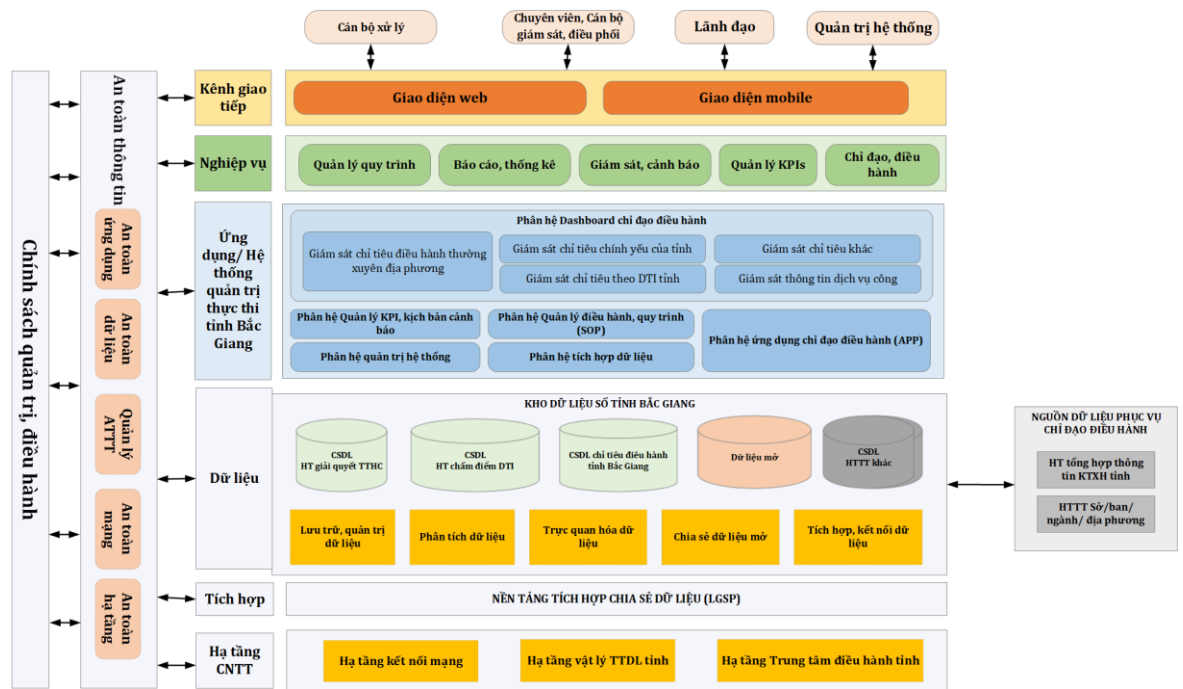 Cán bộ xử lý
Chuyên viên, Cán bộ
giám sát, điều phối
Lãnh đạo
Quản trị hệ thống
Chính sách quản trị, điều hành
An toàn thông tin
An toàn
ứng dụng
An toàn
dữ liệu
Quản lý
ATTT
An toàn
mạng
An toàn
hạ tầng
Kênh giao
tiếp
Giao diện web
Giao diện mobile
Nghiệp vụ
Quản lý quy trình
Báo cáo, thống kê
Giám sát, cảnh báo
Quản lý KPIs
Chỉ đạo, điều
hành
Ứng
dụng/ Hệ
thống
quản trị
thực thi
tỉnh Bắc
Giang
Phân hệ Dashboard chỉ đạo điều hành
Giám sát chỉ tiêu điều hành thường
xuyên địa phương
Giám sát chỉ tiêu chính yếu của tỉnh
Giám sát chỉ tiêu khác
Giám sát chỉ tiêu theo DTI tỉnh
Giám sát thông tin dịch vụ công
Phân hệ Quản lý KPI, kịch bản cảnh
báo
Phân hệ Quản lý điều hành, quy trình
(SOP)
Phân hệ ứng dụng chỉ đạo điều hành (APP)
Phân hệ quản trị hệ thống
Phân hệ tích hợp dữ liệu
Dữ liệu
KHO DỮ LIỆU SỐ TỈNH BẮC GIANG
CSDL
HT giải quyết TTHC
CSDL
HT chấm điểm DTI
CSDL chỉ tiêu điêu hành
tỉnh Bắc Giang
Dữ liệu mở
CSDL
HTTT khác
Lưu trữ, quản trị
dữ liệu
Phân tích dữ liệu
Trực quan hóa dữ
liệu
Chia sẻ dữ liệu mở
Tích hợp, kết nối dữ
liệu
NGUỒN DỮ LIỆU PHỤC VỤ
CHỈ ĐẠO ĐIỀU HÀNH
HT tổng hợp thông
tin KTXH tỉnh
HTTT Sở/ban/
ngành/ địa phương
Tích hợp
NỀN TẢNG TÍCH HỢP CHIA SẺ DỮ LIỆU (LGSP)
Hạ tầng
CNTT
Hạ tầng kết nối mạng
Hạ tầng vật lý TTDL tỉnh
Hạ tầng Trung tâm điều hành tỉnh